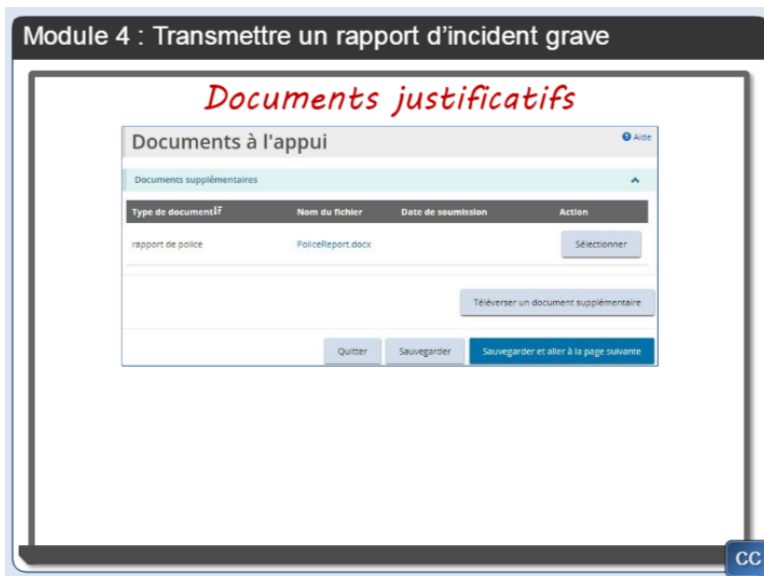 Module 4 : Transmettre un rapport d'incident grave
Documents justificatifs
Documents à l'appui
Aide
Documents supplémentaires
Type de document Nom du fichier Date de soumission Action
rapport de police PoliceReport.docx Sélectionner
Téléverser un document supplémentaire
Quitter Sauvegarder Sauvegarder et aller à la page suivante
CC